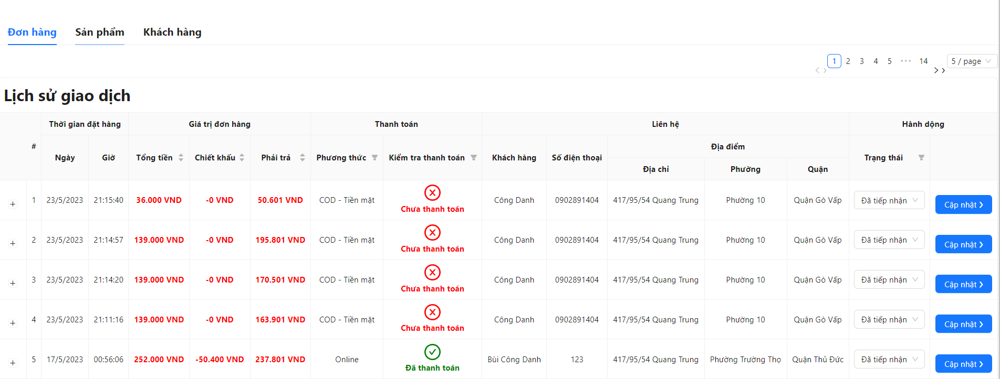 Đơn hàng Sản phẩm Khách hàng
1 2 3 4 5 ••• 14 5 / page
Lịch sử giao dịch
Thời gian đặt hàng Giá trị đơn hàng Thanh toán Liên hệ Hành động
# Địa điểm
Ngày Giờ Tổng tiền Chiết khấu Phải trả Phương thức Kiểm tra thanh toán Khách hàng Số điện thoại Trạng thái
Địa chỉ Phường Quận
1 23/5/2023 21:15:40 36.000 VND -0 VND 50.601 VND COD - Tiền mặt Công Danh 0902891404 417/95/54 Quang Trung Phường 10 Quận Gò Vấp Đã tiếp nhận Cập nhật
Chưa thanh toán
2 23/5/2023 21:14:57 139.000 VND -0 VND 195.801 VND COD - Tiền mặt Công Danh 0902891404 417/95/54 Quang Trung Phường 10 Quận Gò Vấp Đã tiếp nhận Cập nhật
Chưa thanh toán
3 23/5/2023 21:14:20 139.000 VND -0 VND 170.501 VND COD - Tiền mặt Công Danh 0902891404 417/95/54 Quang Trung Phường 10 Quận Gò Vấp Đã tiếp nhận Cập nhật
Chưa thanh toán
4 23/5/2023 21:11:16 139.000 VND -0 VND 163.901 VND COD - Tiền mặt Công Danh 0902891404 417/95/54 Quang Trung Phường 10 Quận Gò Vấp Đã tiếp nhận Cập nhật
Chưa thanh toán
5 17/5/2023 00:56:06 252.000 VND -50.400 VND 237.801 VND Online Bùi Công Danh 123 417/95/54 Quang Trung Phường Trường Thọ Quận Thủ Đức Đã tiếp nhận Cập nhật
Đã thanh toán